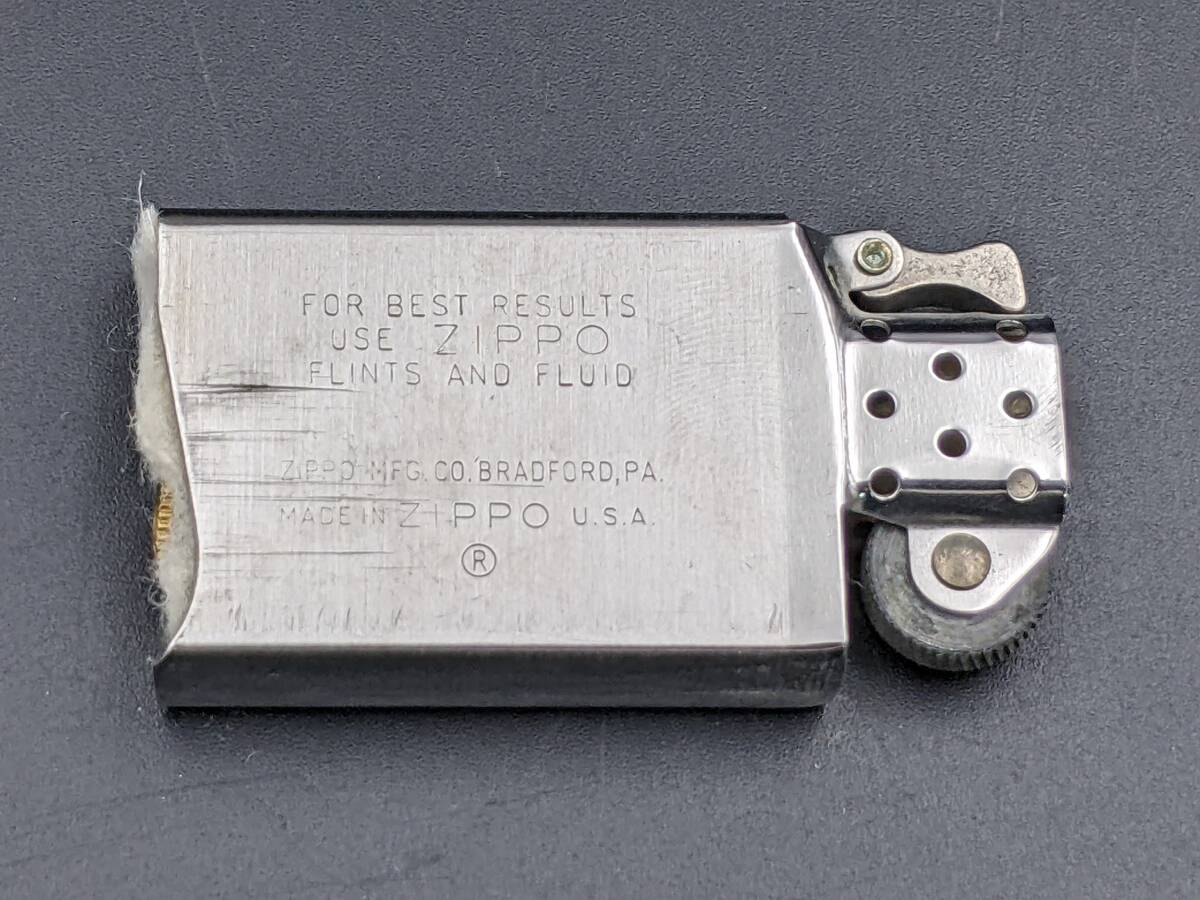 FOR BEST RESULTS
USE ZIPPO
FLINTS AND FLUID
ZIPPO MFG. CO. BRADFORD, PA.
MADE IN ZIPPO U.S.A.
®